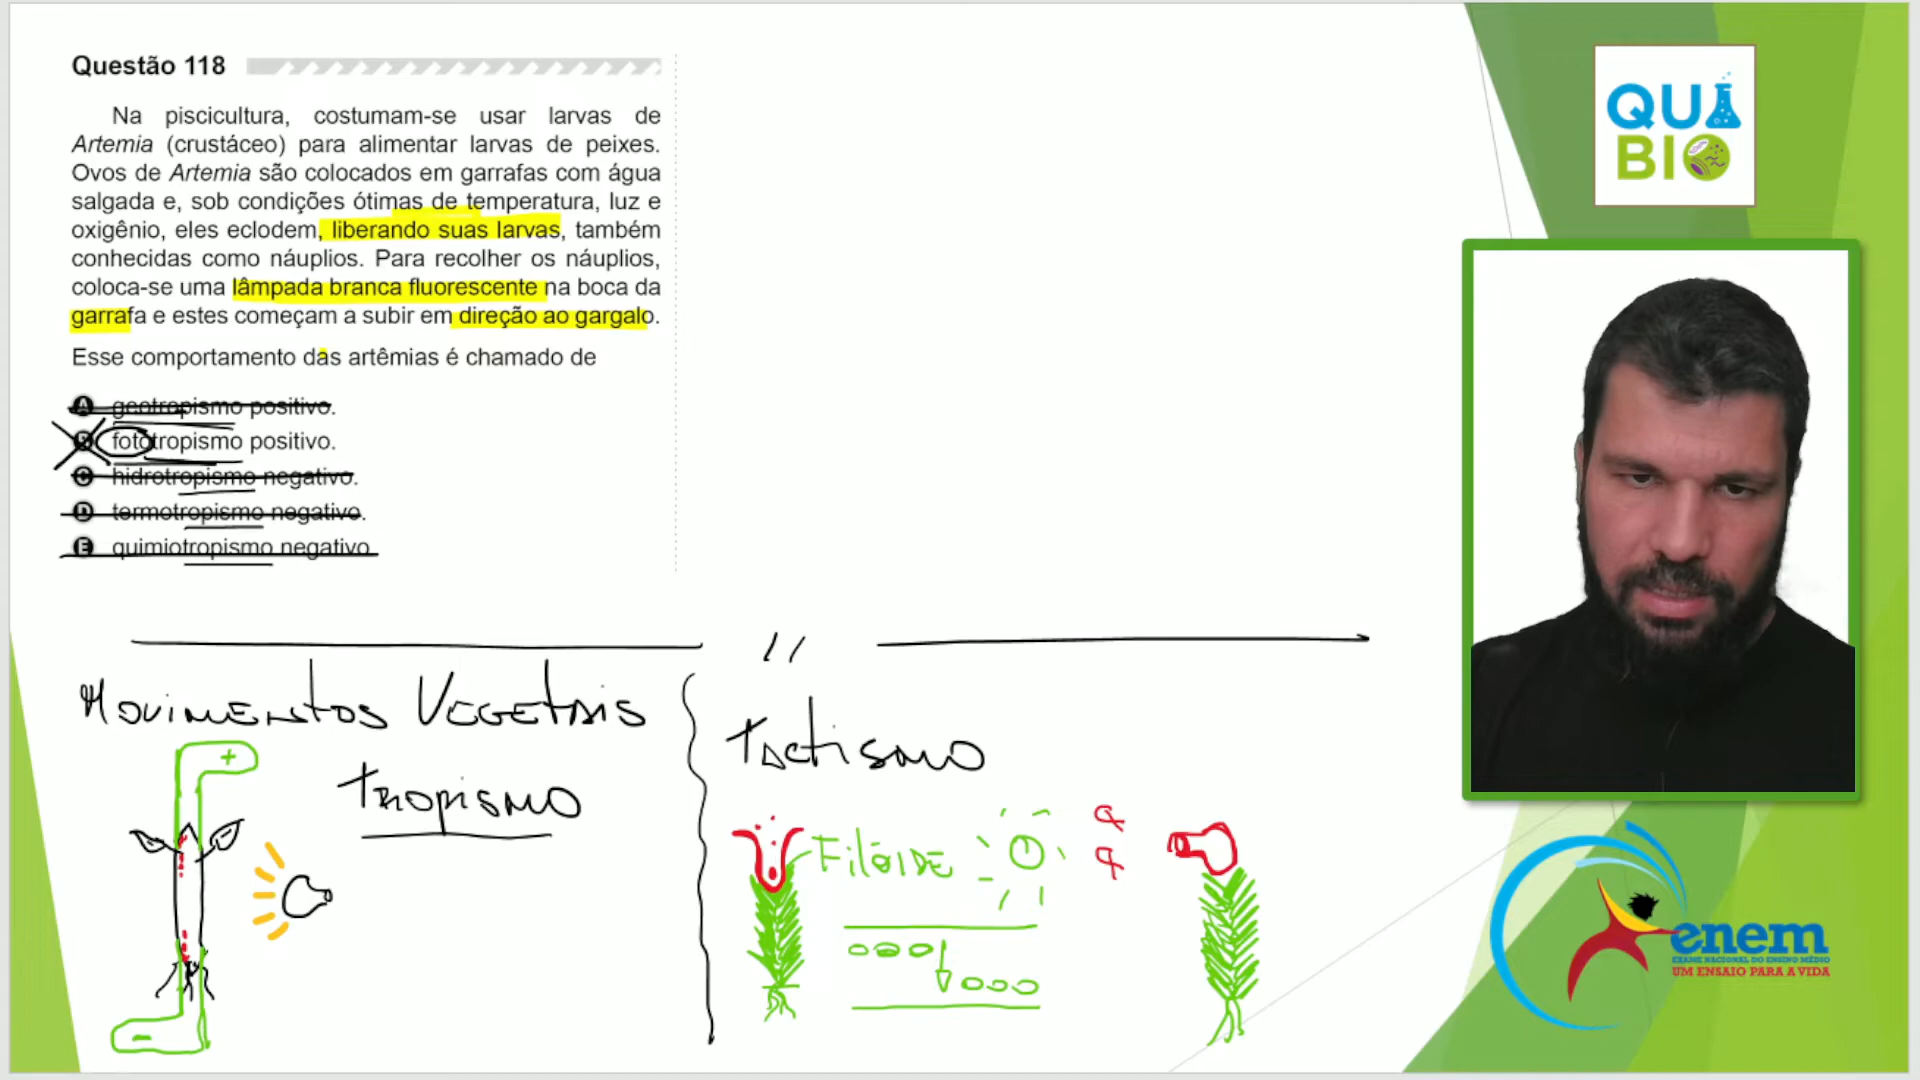 Questão 118
Na piscicultura, costumam-se usar larvas de
Artemia (crustáceo) para alimentar larvas de peixes.
Ovos de Artemia são colocados em garrafas com água
salgada e, sob condições ótimas de temperatura, luz e
oxigênio, eles eclodem, liberando suas larvas, também
conhecidas como náuplios. Para recolher os náuplios,
coloca-se uma lâmpada branca fluorescente na boca da
garrafa e estes começam a subir em direção ao gargalo.
Esse comportamento das artêmias é chamado de
A geotropismo positivo.
B fototropismo positivo.
C hidrotropismo negativo.
D termotropismo negativo.
E quimiotropismo negativo.
Movimentos Vegetais
Tropismo
+
-
Tactismo
Filóide
QUI
BIO
enem
EXAME NACIONAL DO ENSINO MÉDIO
UM ENSAIO PARA A VIDA